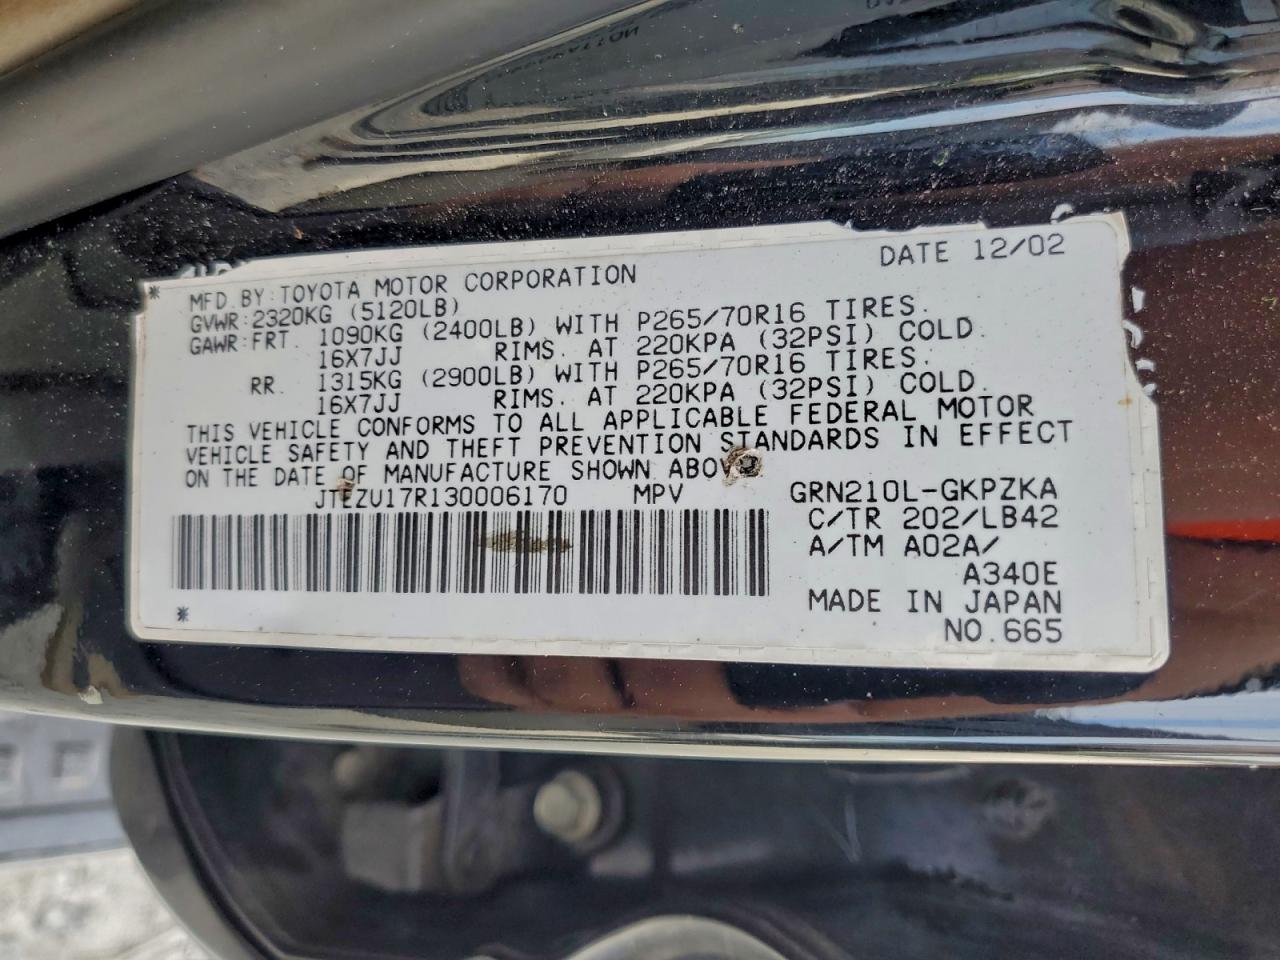 DATE 12/02
* MFD. BY: TOYOTA MOTOR CORPORATION
GVWR: 2320KG (5120LB)
GAWR: FRT. 1090KG (2400LB) WITH P265/70R16 TIRES.
16X7JJ RIMS. AT 220KPA (32PSI) COLD.
RR. 1315KG (2900LB) WITH P265/70R16 TIRES.
16X7JJ RIMS. AT 220KPA (32PSI) COLD.
THIS VEHICLE CONFORMS TO ALL APPLICABLE FEDERAL MOTOR
VEHICLE SAFETY AND THEFT PREVENTION STANDARDS IN EFFECT
ON THE DATE OF MANUFACTURE SHOWN ABOVE.
JTEZU17R130006170 MPV GRN210L-GKPZKA
C/TR 202/LB42
A/TM A02A/
A340E
* MADE IN JAPAN
NO.665